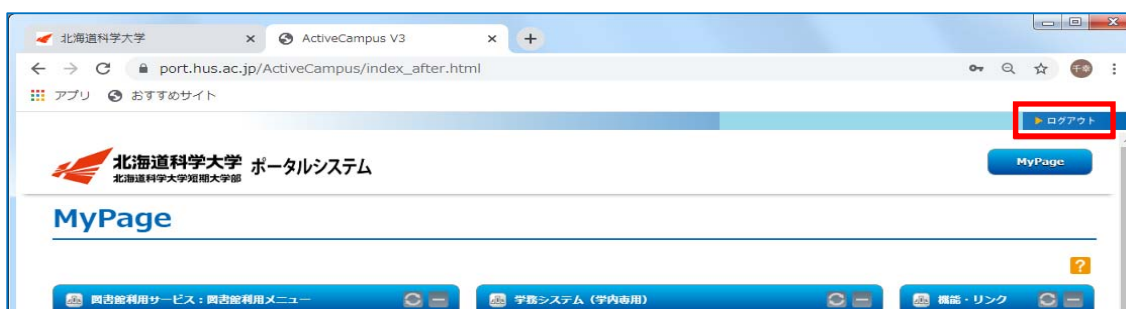 北海道科学大学 ActiveCampus V3
port.hus.ac.jp/ActiveCampus/index_after.html 千幸
アプリ おすすめサイト
ログアウト
北海道科学大学 ポータルシステム MyPage
北海道科学大学短期大学部
MyPage
?
図書館利用サービス:図書館利用メニュー 学務システム (学内専用) 機能・リンク